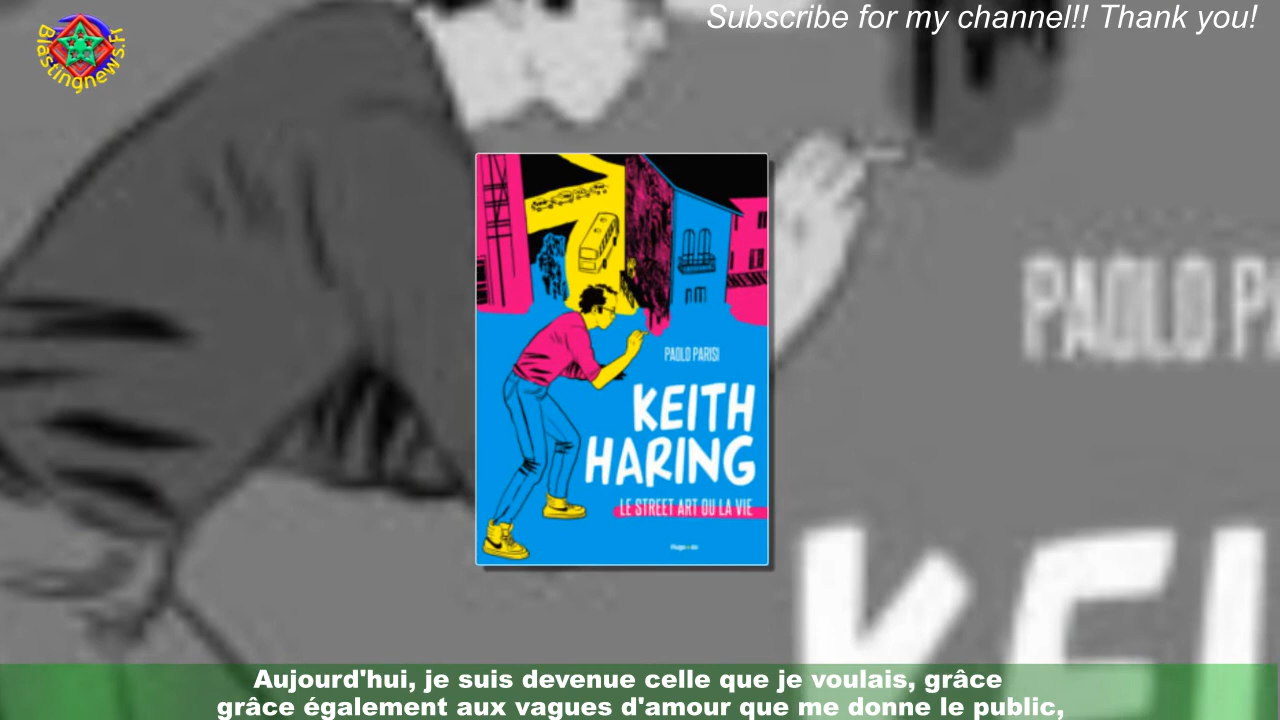 Subscribe for my channel!! Thank you!
Blastingnews.Fr
PAOLO PARISI
KEITH
HARING
LE STREET ART OU LA VIE
PAOLO PA
KEI
Aujourd'hui, je suis devenue celle que je voulais, grâce
grâce également aux vagues d'amour que me donne le public,